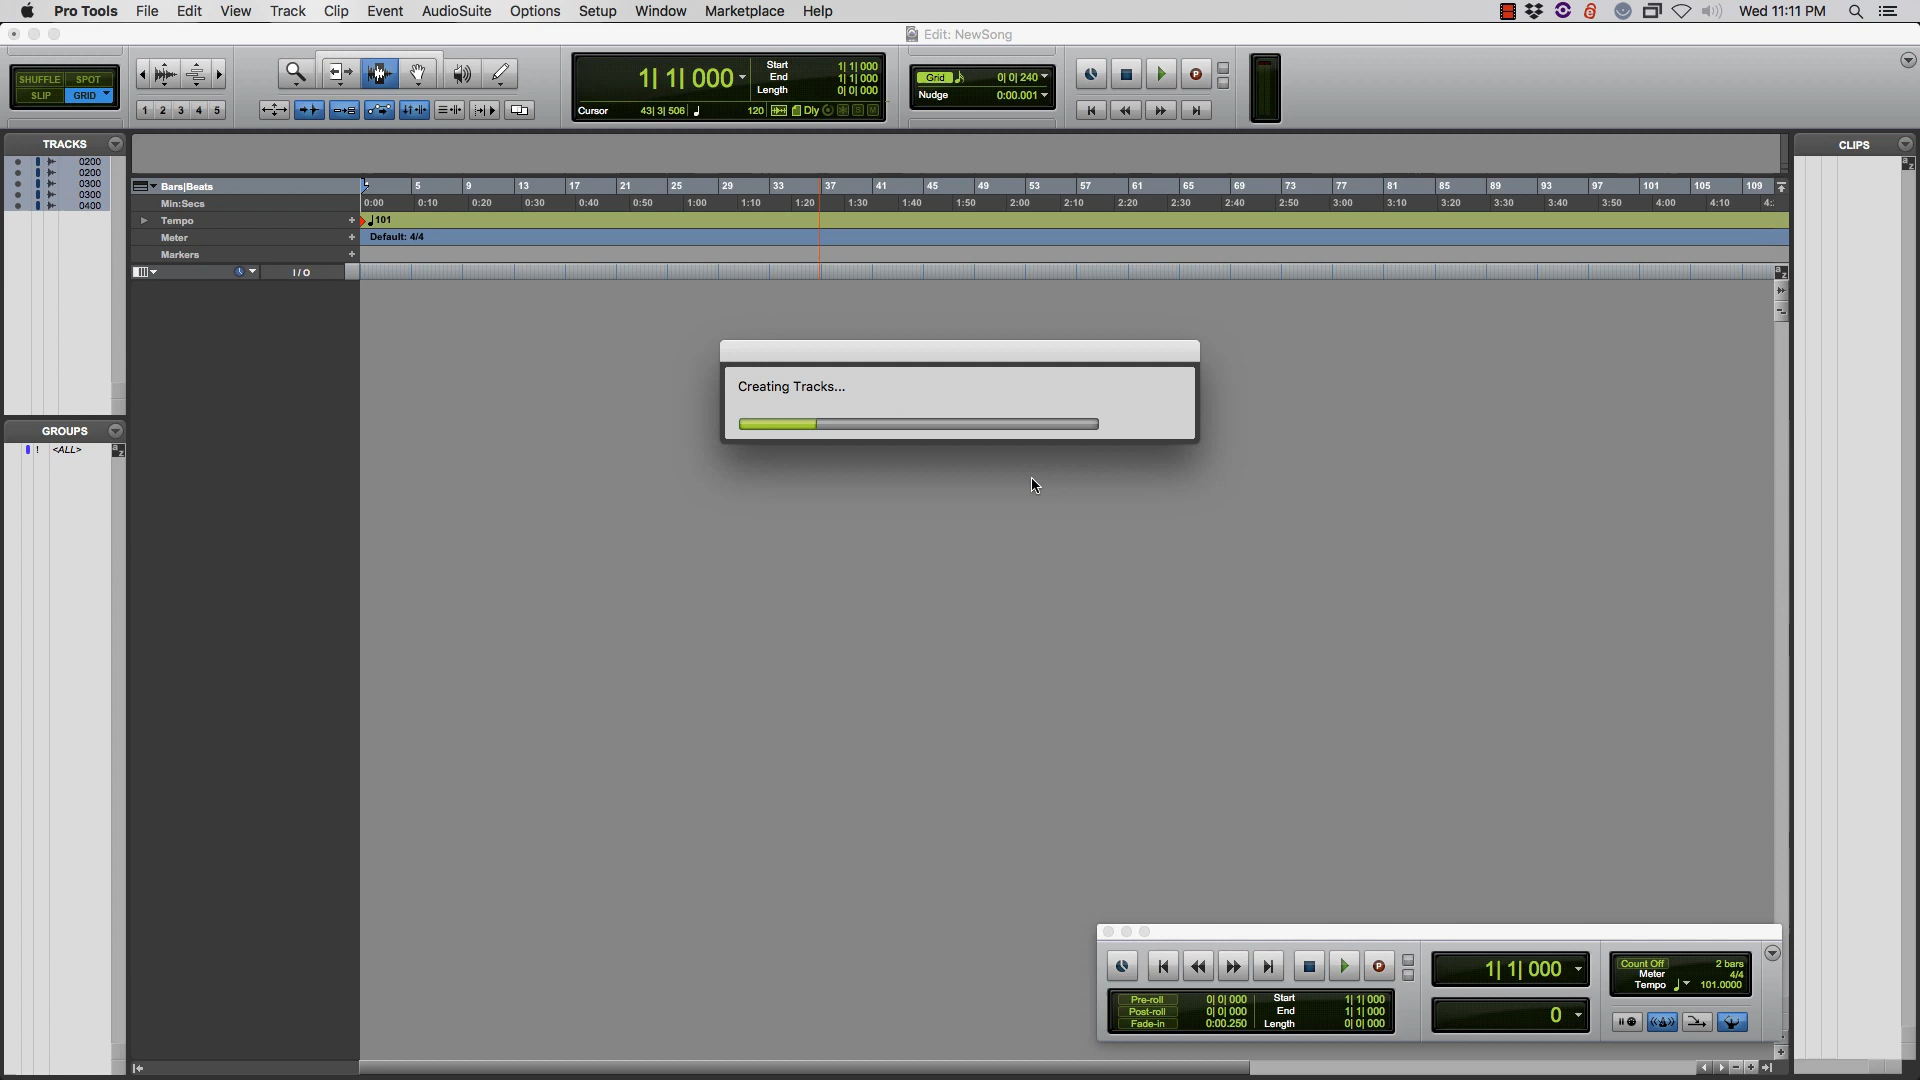 Pro Tools File Edit View Track Clip Event AudioSuite Options Setup Window Marketplace Help Wed 11:11 PM
Edit: NewSong
SHUFFLE SPOT
SLIP GRID
1 2 3 4 5
1| 1| 000
Start 1| 1| 000
End 1| 1| 000
Length 0| 0| 000
Cursor 43| 3| 506 120 Dly S M
Grid 0| 0| 240
Nudge 0:00.001
P
TRACKS
0200
0200
0300
0300
0400
GROUPS
! <ALL>
a z
Bars|Beats 5 9 13 17 21 25 29 33 37 41 45 49 53 57 61 65 69 73 77 81 85 89 93 97 101 105 109
Min:Secs 0:00 0:10 0:20 0:30 0:40 0:50 1:00 1:10 1:20 1:30 1:40 1:50 2:00 2:10 2:20 2:30 2:40 2:50 3:00 3:10 3:20 3:30 3:40 3:50 4:00 4:10 4:
Tempo + 101
Meter + Default: 4/4
Markers +
I/O
a z
Creating Tracks...
CLIPS
a z
P
Pre-roll 0| 0| 000
Post-roll 0| 0| 000
Fade-in 0:00.250
Start 1| 1| 000
End 1| 1| 000
Length 0| 0| 000
1| 1| 000
0
Count Off 2 bars
Meter 4/4
Tempo 101.0000